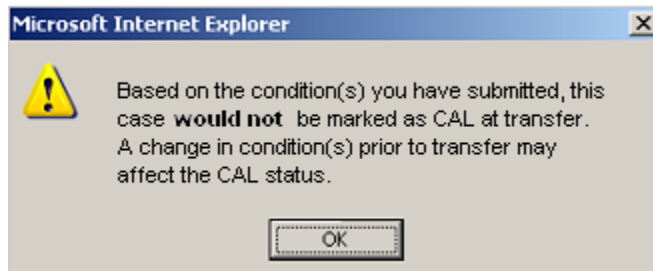 Microsoft Internet Explorer
Based on the condition(s) you have submitted, this
case would not be marked as CAL at transfer.
A change in condition(s) prior to transfer may
affect the CAL status.
OK